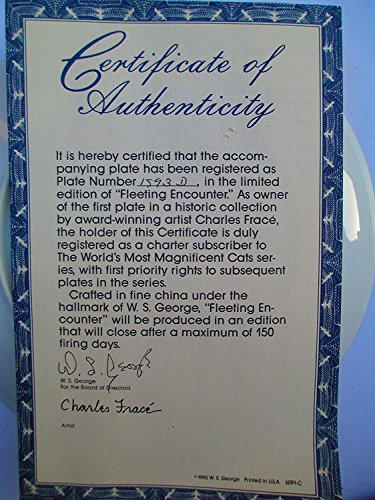 Certificate of
Authenticity
It is hereby certified that the accom-
panying plate has been registered as
Plate Number 1593 D, in the limited
edition of "Fleeting Encounter." As owner
of the first plate in a historic collection
by award-winning artist Charles Fracé,
the holder of this Certificate is duly
registered as a charter subscriber to
The World's Most Magnificent Cats ser-
ies, with first priority rights to subsequent
plates in the series.
Crafted in fine china under the
hallmark of W. S. George, "Fleeting En-
counter" will be produced in an edition
that will close after a maximum of 150
firing days.
W. S. George
W. S. George
For the Board of Directors
Charles Fracé
Artist
©1990 W. S. George Printed in U.S.A. 6091-C